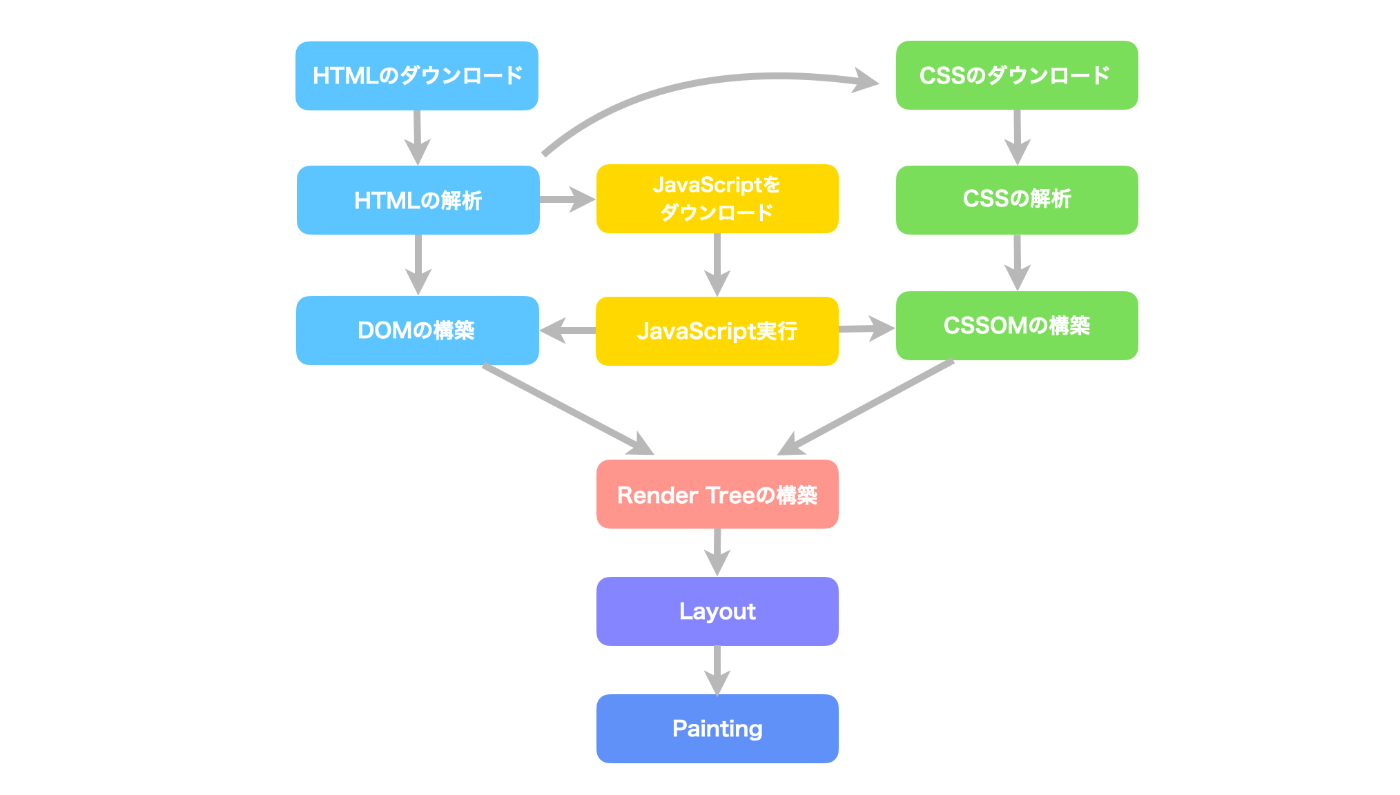 HTMLのダウンロード
CSSのダウンロード
HTMLの解析
JavaScriptを
ダウンロード
CSSの解析
DOMの構築
JavaScript実行
CSSOMの構築
Render Treeの構築
Layout
Painting